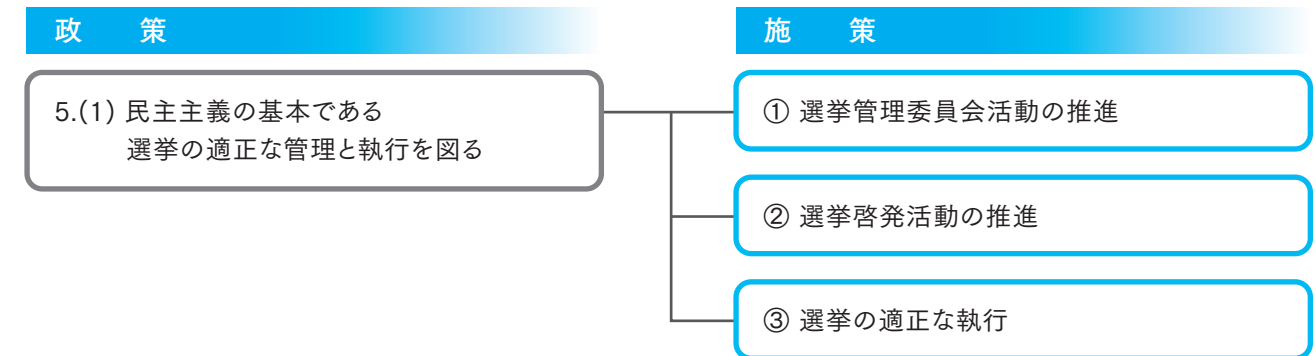 政　策
5.(1) 民主主義の基本である
選挙の適正な管理と執行を図る
施　策
① 選挙管理委員会活動の推進
② 選挙啓発活動の推進
③ 選挙の適正な執行